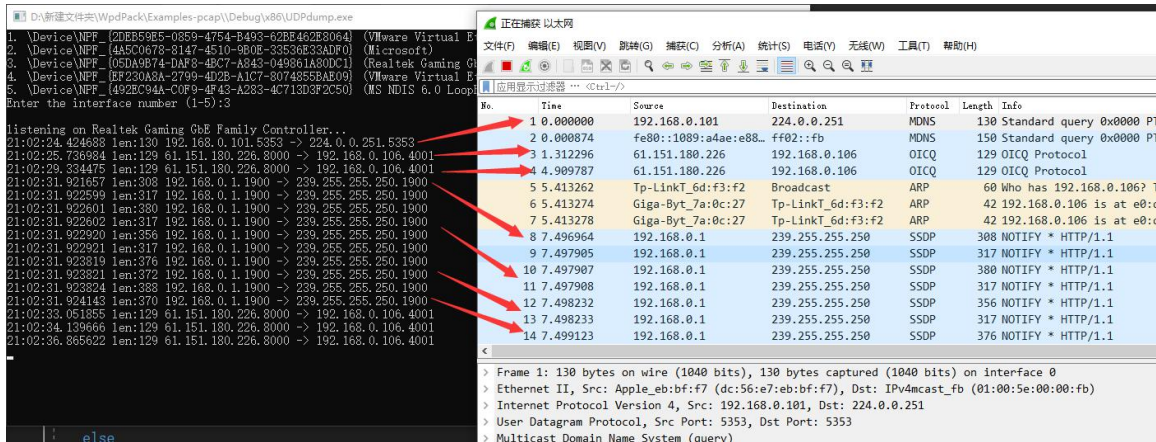 D:\新建文件夹\WpdPack\Examples-pcap\\Debug\x86\UDPdump.exe
1. \Device\NPF_{2DEB59E5-0859-4754-B493-62BE462E8064} (VMware Virtual Et
2. \Device\NPF_{4A5C0678-8147-4510-9B0E-33536E33ADF0} (Microsoft)
3. \Device\NPF_{05DA9B74-DAF8-4BC7-A843-049861A80DC1} (Realtek Gaming Gb
4. \Device\NPF_{EF230A8A-2799-4D2B-A1C7-8074855BAE09} (VMware Virtual E
5. \Device\NPF_{492EC94A-C0F9-4F43-A283-4C713D3F2C50} (MS NDIS 6.0 Loop
Enter the interface number (1-5):3
listening on Realtek Gaming GbE Family Controller...
21:02:24.424688 len:130 192.168.0.101.5353 -> 224.0.0.251.5353
21:02:25.736984 len:129 61.151.180.226.8000 -> 192.168.0.106.4001
21:02:29.334475 len:129 61.151.180.226.8000 -> 192.168.0.106.4001
21:02:31.921657 len:308 192.168.0.1.1900 -> 239.255.255.250.1900
21:02:31.922599 len:317 192.168.0.1.1900 -> 239.255.255.250.1900
21:02:31.922601 len:380 192.168.0.1.1900 -> 239.255.255.250.1900
21:02:31.922602 len:317 192.168.0.1.1900 -> 239.255.255.250.1900
21:02:31.922920 len:356 192.168.0.1.1900 -> 239.255.255.250.1900
21:02:31.922921 len:317 192.168.0.1.1900 -> 239.255.255.250.1900
21:02:31.923819 len:376 192.168.0.1.1900 -> 239.255.255.250.1900
21:02:31.923821 len:372 192.168.0.1.1900 -> 239.255.255.250.1900
21:02:31.923824 len:388 192.168.0.1.1900 -> 239.255.255.250.1900
21:02:31.924143 len:370 192.168.0.1.1900 -> 239.255.255.250.1900
21:02:33.051855 len:129 61.151.180.226.8000 -> 192.168.0.106.4001
21:02:34.139666 len:129 61.151.180.226.8000 -> 192.168.0.106.4001
21:02:36.865622 len:129 61.151.180.226.8000 -> 192.168.0.106.4001
else
正在捕获 以太网
文件(F) 编辑(E) 视图(V) 跳转(G) 捕获(C) 分析(A) 统计(S) 电话(Y) 无线(W) 工具(T) 帮助(H)
应用显示过滤器 … <Ctrl-/>
No. Time Source Destination Protocol Length Info
1 0.000000 192.168.0.101 224.0.0.251 MDNS 130 Standard query 0x0000 PT
2 0.000874 fe80::1089:a4ae:e88… ff02::fb MDNS 150 Standard query 0x0000 PT
3 1.312296 61.151.180.226 192.168.0.106 OICQ 129 OICQ Protocol
4 4.909787 61.151.180.226 192.168.0.106 OICQ 129 OICQ Protocol
5 5.413262 Tp-LinkT_6d:f3:f2 Broadcast ARP 60 Who has 192.168.0.106? T
6 5.413274 Giga-Byt_7a:0c:27 Tp-LinkT_6d:f3:f2 ARP 42 192.168.0.106 is at e0:d
7 5.413278 Giga-Byt_7a:0c:27 Tp-LinkT_6d:f3:f2 ARP 42 192.168.0.106 is at e0:d
8 7.496964 192.168.0.1 239.255.255.250 SSDP 308 NOTIFY * HTTP/1.1
9 7.497905 192.168.0.1 239.255.255.250 SSDP 317 NOTIFY * HTTP/1.1
10 7.497907 192.168.0.1 239.255.255.250 SSDP 380 NOTIFY * HTTP/1.1
11 7.497908 192.168.0.1 239.255.255.250 SSDP 317 NOTIFY * HTTP/1.1
12 7.498232 192.168.0.1 239.255.255.250 SSDP 356 NOTIFY * HTTP/1.1
13 7.498233 192.168.0.1 239.255.255.250 SSDP 317 NOTIFY * HTTP/1.1
14 7.499123 192.168.0.1 239.255.255.250 SSDP 376 NOTIFY * HTTP/1.1
> Frame 1: 130 bytes on wire (1040 bits), 130 bytes captured (1040 bits) on interface 0
> Ethernet II, Src: Apple_eb:bf:f7 (dc:56:e7:eb:bf:f7), Dst: IPv4mcast_fb (01:00:5e:00:00:fb)
> Internet Protocol Version 4, Src: 192.168.0.101, Dst: 224.0.0.251
> User Datagram Protocol, Src Port: 5353, Dst Port: 5353
> Multicast Domain Name System (query)